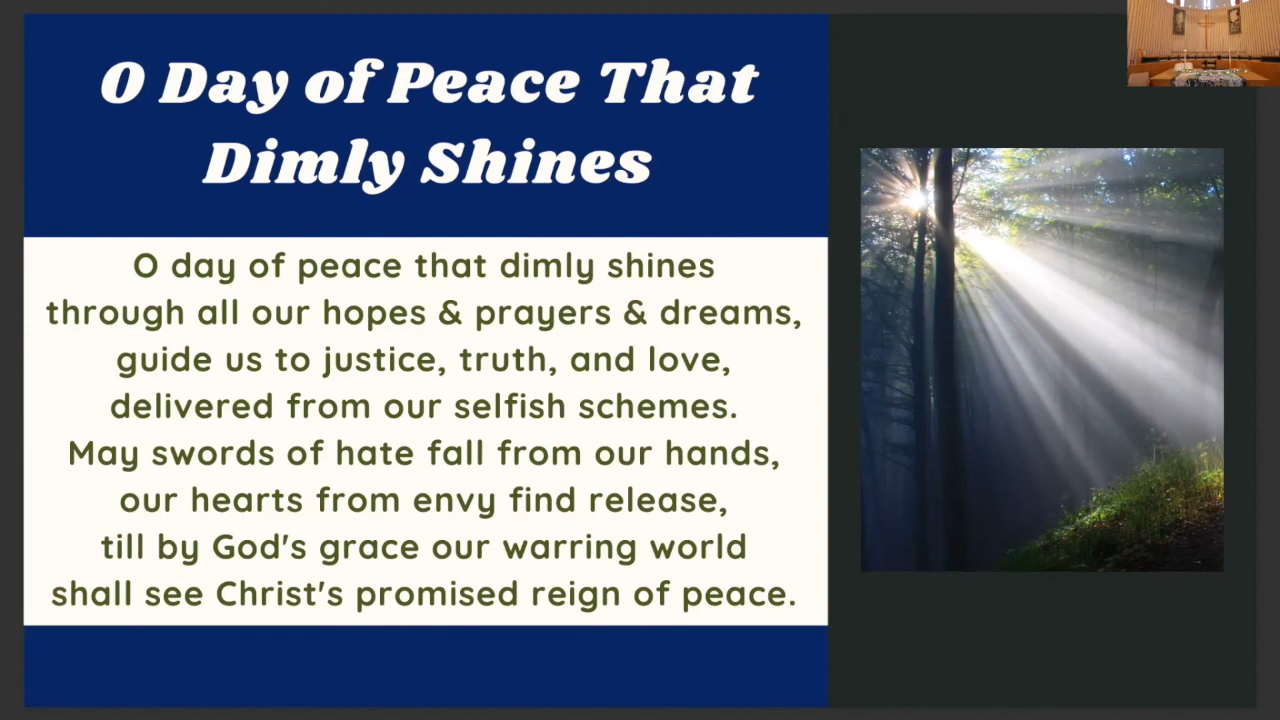 O Day of Peace That
Dimly Shines
O day of peace that dimly shines
through all our hopes & prayers & dreams,
guide us to justice, truth, and love,
delivered from our selfish schemes.
May swords of hate fall from our hands,
our hearts from envy find release,
till by God's grace our warring world
shall see Christ's promised reign of peace.